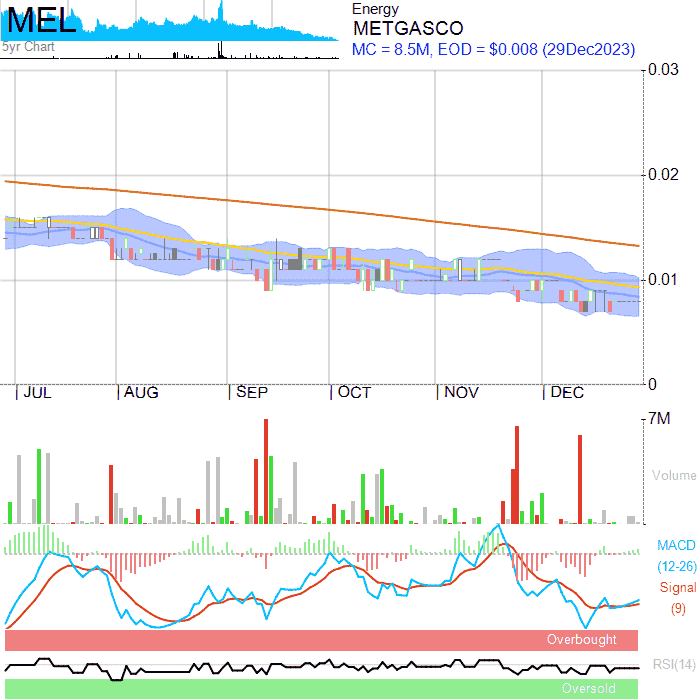 MEL
5yr Chart
Energy
METGASCO
MC = 8.5M, EOD = $0.008 (29Dec2023)
0.03
0.02
0.01
0
JUL AUG SEP OCT NOV DEC
7M
Volume
MACD
(12-26)
Signal
(9)
Overbought
RSI(14)
Oversold